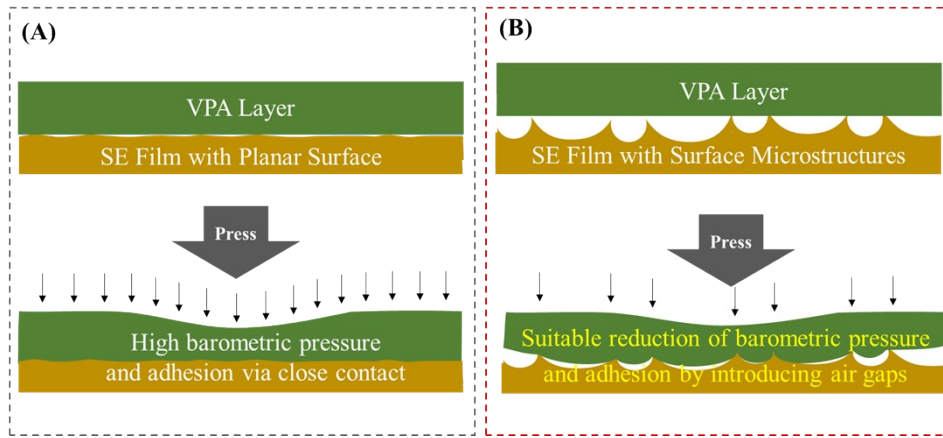 (A)
VPA Layer
SE Film with Planar Surface
Press
High barometric pressure
and adhesion via close contact
(B)
VPA Layer
SE Film with Surface Microstructures
Press
Suitable reduction of barometric pressure
and adhesion by introducing air gaps